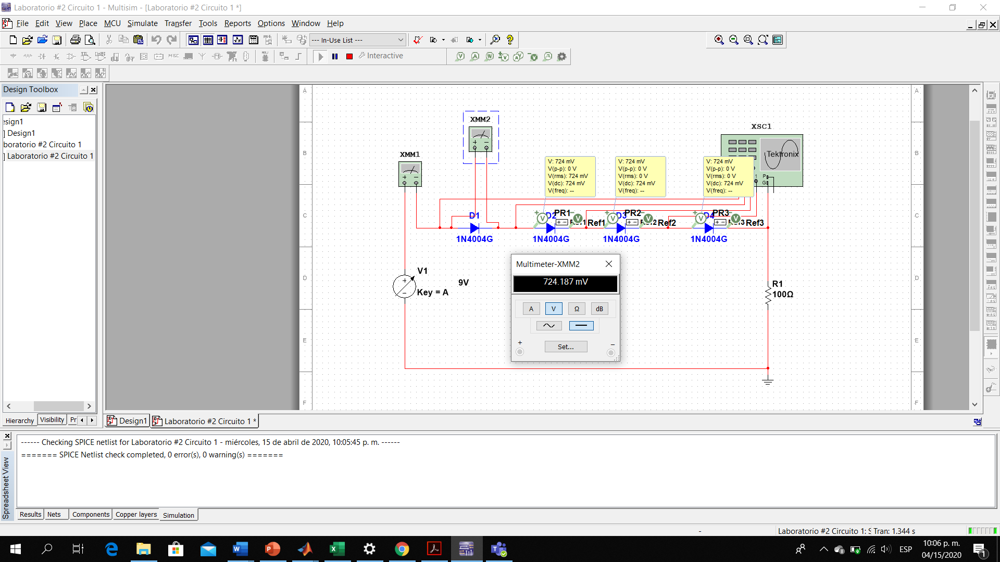 Laboratorio #2 Circuito 1 - Multisim - [Laboratorio #2 Circuito 1 *]
File Edit View Place MCU Simulate Transfer Tools Reports Options Window Help
--- In-Use List ---
MISC Interactive
Design Toolbox
esign1
Design1
boratorio #2 Circuito 1
Laboratorio #2 Circuito 1
Hierarchy Visibility Pr
A A
B B
C C
D D
E E
F F
XMM2
XMM1
XSC1
Tektronix
1 P
G
V: 724 mV
V(p-p): 0 V
V(rms): 724 mV
V(dc): 724 mV
V(freq): --
V: 724 mV
V(p-p): 0 V
V(rms): 0 V
V(dc): 724 mV
V(freq): --
V: 724 mV
V(p-p): 0 V
V(rms): 0 V
V(dc): 724 mV
V(freq): --
D1 D2 PR1 D3 PR2 D4 PR3
Ref1 Ref2 Ref3
1N4004G 1N4004G 1N4004G 1N4004G
V1
Key = A
9V
R1
100Ω
Multimeter-XMM2
724.187 mV
A V Ω dB
Set...
+ −
Design1 Laboratorio #2 Circuito 1 *
------ Checking SPICE netlist for Laboratorio #2 Circuito 1 - miércoles, 15 de abril de 2020, 10:05:45 p. m. ------
======= SPICE Netlist check completed, 0 error(s), 0 warning(s) =======
Spreadsheet View
Results Nets Components Copper layers Simulation
- Laboratorio #2 Circuito 1: S Tran: 1.344 s
ESP
10:06 p. m.
04/15/2020
1